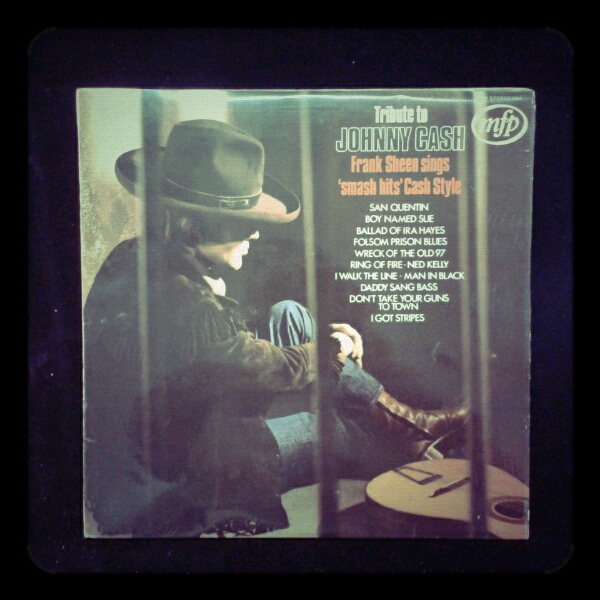 Tribute to
JOHNNY CASH
Frank Sheen sings
'smash hits' Cash Style
mfp
SAN QUENTIN
BOY NAMED SUE
BALLAD OF IRA HAYES
FOLSOM PRISON BLUES
WRECK OF THE OLD 97
RING OF FIRE · NED KELLY
I WALK THE LINE · MAN IN BLACK
DADDY SANG BASS
DON'T TAKE YOUR GUNS
TO TOWN
I GOT STRIPES